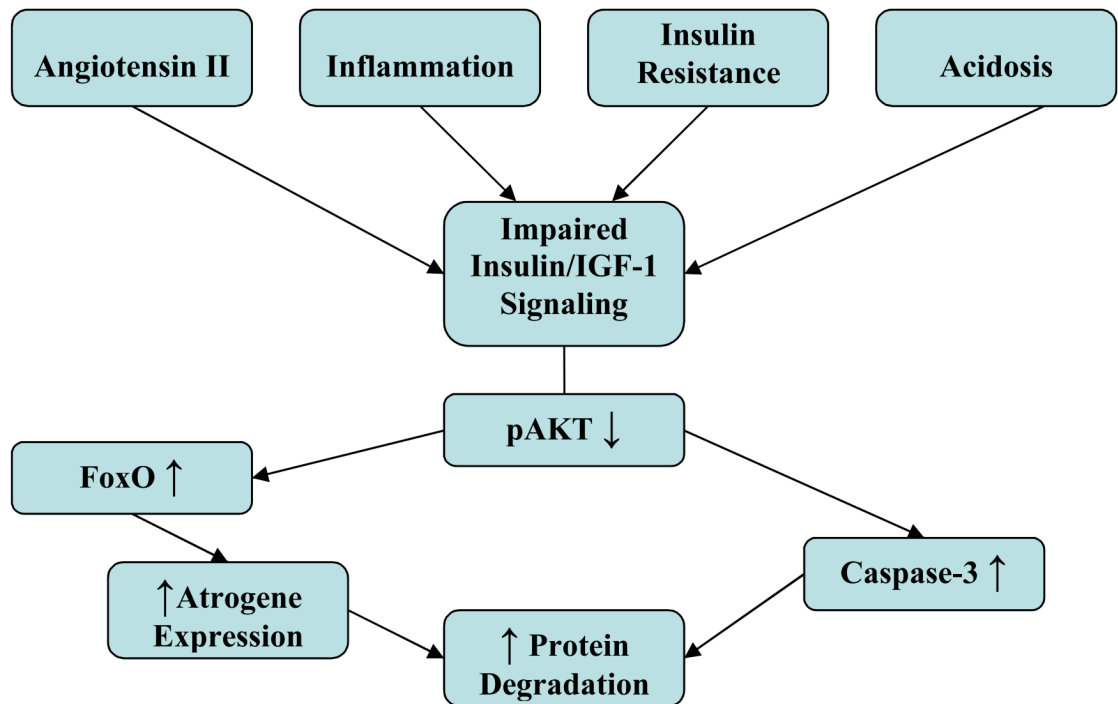 Angiotensin II
Inflammation
Insulin
Resistance
Acidosis
Impaired
Insulin/IGF-1
Signaling
pAKT ↓
FoxO ↑
↑Atrogene
Expression
Caspase-3 ↑
↑ Protein
Degradation